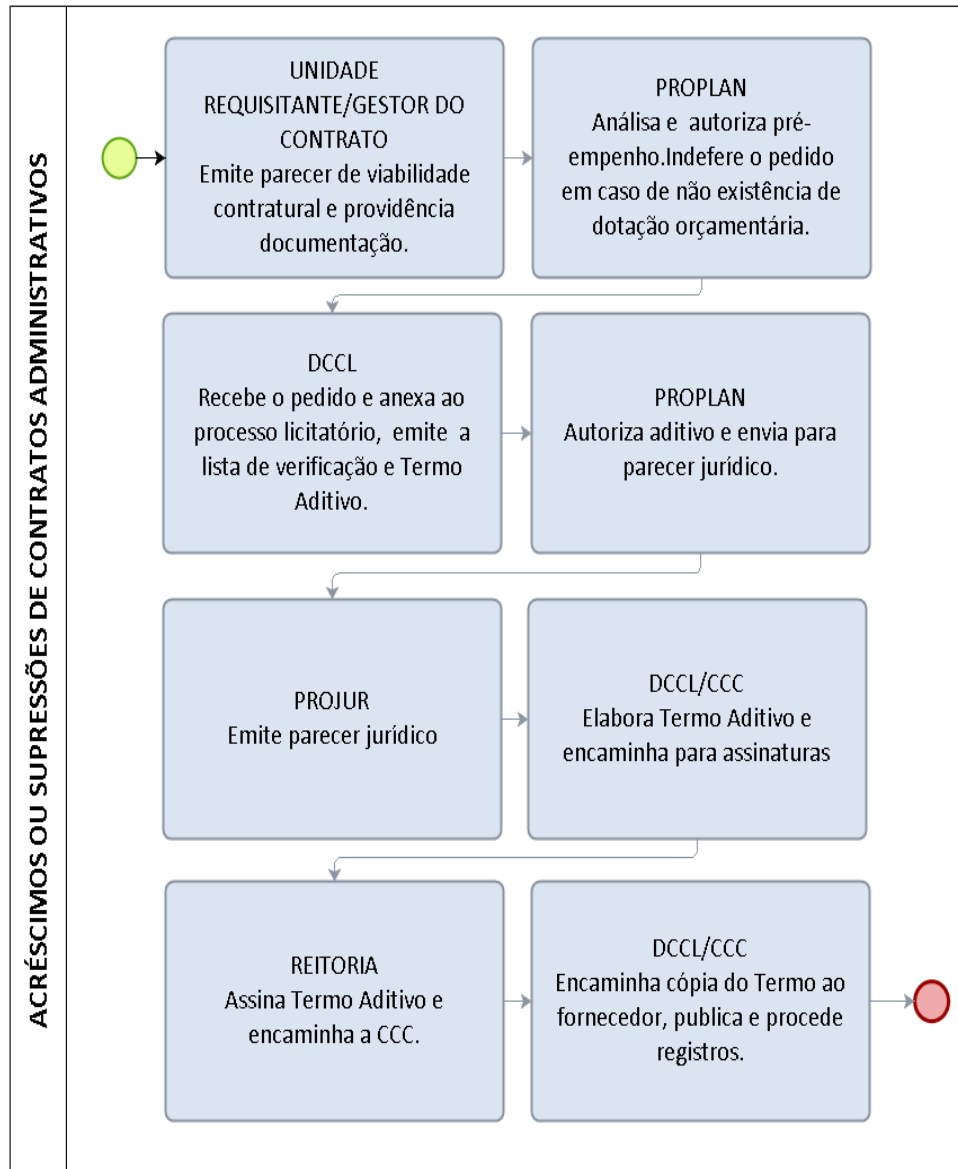 ACRÉSCIMOS OU SUPRESSÕES DE CONTRATOS ADMINISTRATIVOS
UNIDADE
REQUISITANTE/GESTOR DO
CONTRATO
Emite parecer de viabilidade
contratural e providência
documentação.
PROPLAN
Análisa e autoriza pré-
empenho.Indefere o pedido
em caso de não existência de
dotação orçamentária.
DCCL
Recebe o pedido e anexa ao
processo licitatório, emite a
lista de verificação e Termo
Aditivo.
PROPLAN
Autoriza aditivo e envia para
parecer jurídico.
PROJUR
Emite parecer jurídico
DCCL/CCC
Elabora Termo Aditivo e
encaminha para assinaturas
REITORIA
Assina Termo Aditivo e
encaminha a CCC.
DCCL/CCC
Encaminha cópia do Termo ao
fornecedor, publica e procede
registros.